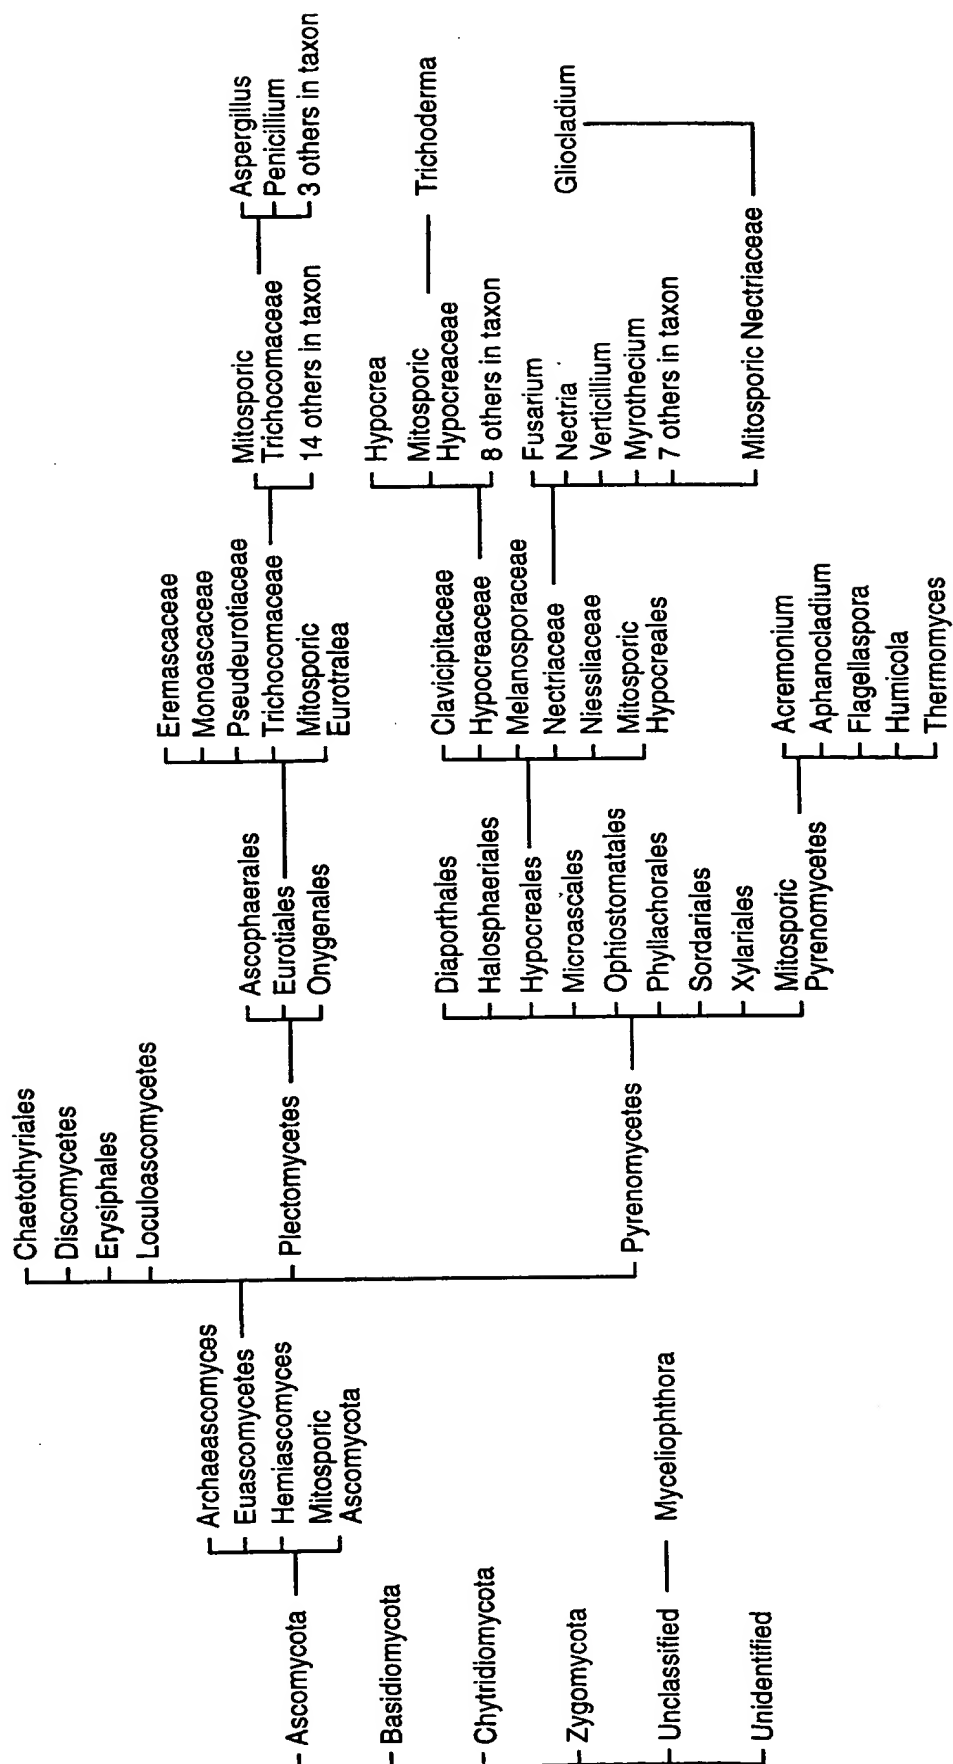 Ascomycota
Basidiomycota
Chytridiomycota
Zygomycota
Unclassified
Unidentified
Archaeascomyces
Euascomycetes
Hemiascomyces
Mitosporic
Ascomycota
Myceliophthora
Chaetothyriales
Discomycetes
Erysiphales
Loculoascomycetes
Plectomycetes
Pyrenomycetes
Ascophaerales
Eurotiales
Onygenales
Diaporthales
Halosphaeriales
Hypocreales
Microascales
Ophiostomatales
Phyllachorales
Sordariales
Xylariales
Mitosporic
Pyrenomycetes
Eremascaceae
Monoascaceae
Pseudeurotiaceae
Trichocomaceae
Mitosporic
Eurotralea
Clavicipitaceae
Hypocreaceae
Melanosporaceae
Nectriaceae
Niessliaceae
Mitosporic
Hypocreales
Acremonium
Aphanocladium
Flagellaspora
Humicola
Thermomyces
Mitosporic
Trichocomaceae
14 others in taxon
Hypocrea
Mitosporic
Hypocreaceae
8 others in taxon
Fusarium
Nectria
Verticillium
Myrothecium
7 others in taxon
Mitosporic Nectriaceae
Aspergillus
Penicillium
3 others in taxon
Trichoderma
Gliocladium